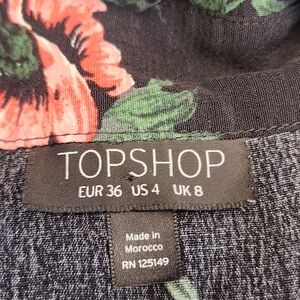 TOPSHOP
EUR 36 US 4 UK 8
Made in
Morocco
RN 125149